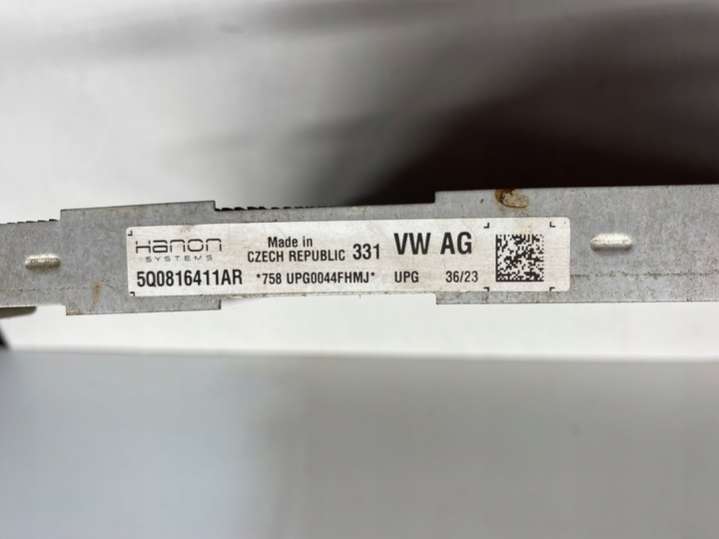 Hanon
SYSTEMS
Made in
CZECH REPUBLIC 331 VW AG
5Q0816411AR *758 UPG0044FHMJ* UPG 36/23